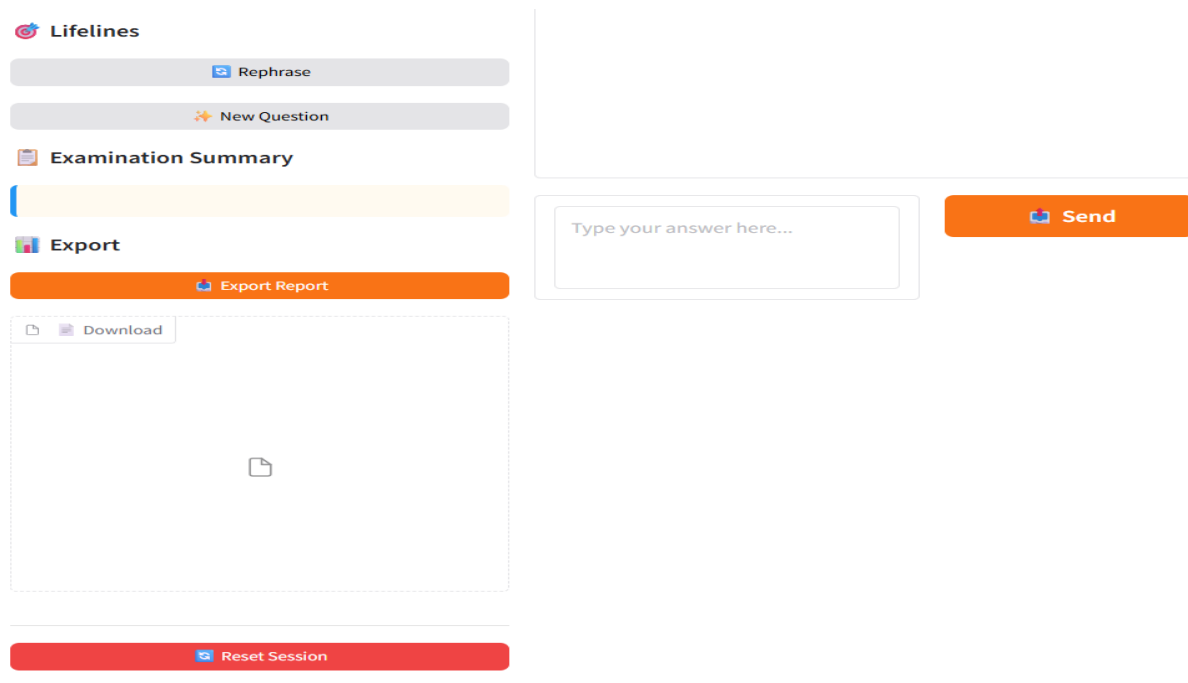 Lifelines
Rephrase
New Question
Examination Summary
Export
Export Report
Download
Reset Session
Type your answer here...
Send